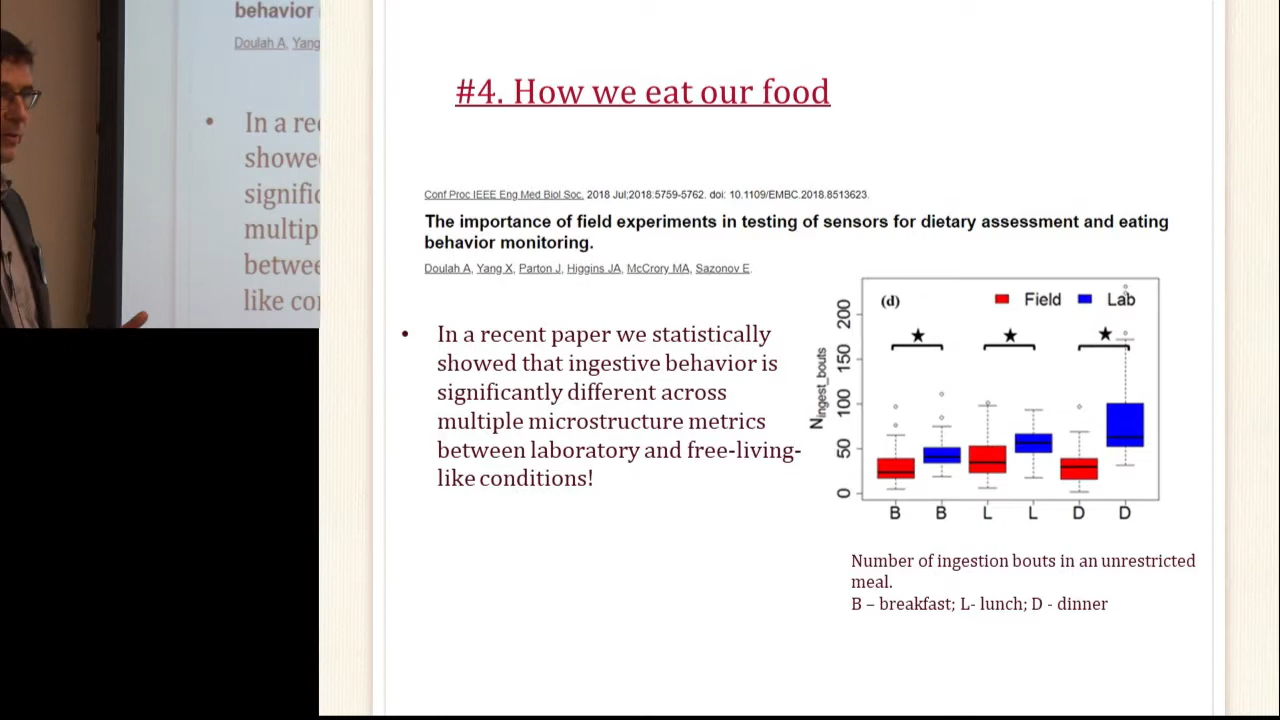 behavior
Doulah A, Yang
In a re
showe
signific
multip
betwee
like co
#4. How we eat our food
Conf Proc IEEE Eng Med Biol Soc. 2018 Jul;2018:5759-5762. doi: 10.1109/EMBC.2018.8513623.
The importance of field experiments in testing of sensors for dietary assessment and eating
behavior monitoring.
Doulah A, Yang X, Parton J, Higgins JA, McCrory MA, Sazonov E.
• In a recent paper we statistically
showed that ingestive behavior is
significantly different across
multiple microstructure metrics
between laboratory and free-living-
like conditions!
(d) Field Lab
Ningest_bouts
200
150
100
50
0
B B L L D D
Number of ingestion bouts in an unrestricted
meal.
B – breakfast; L- lunch; D - dinner